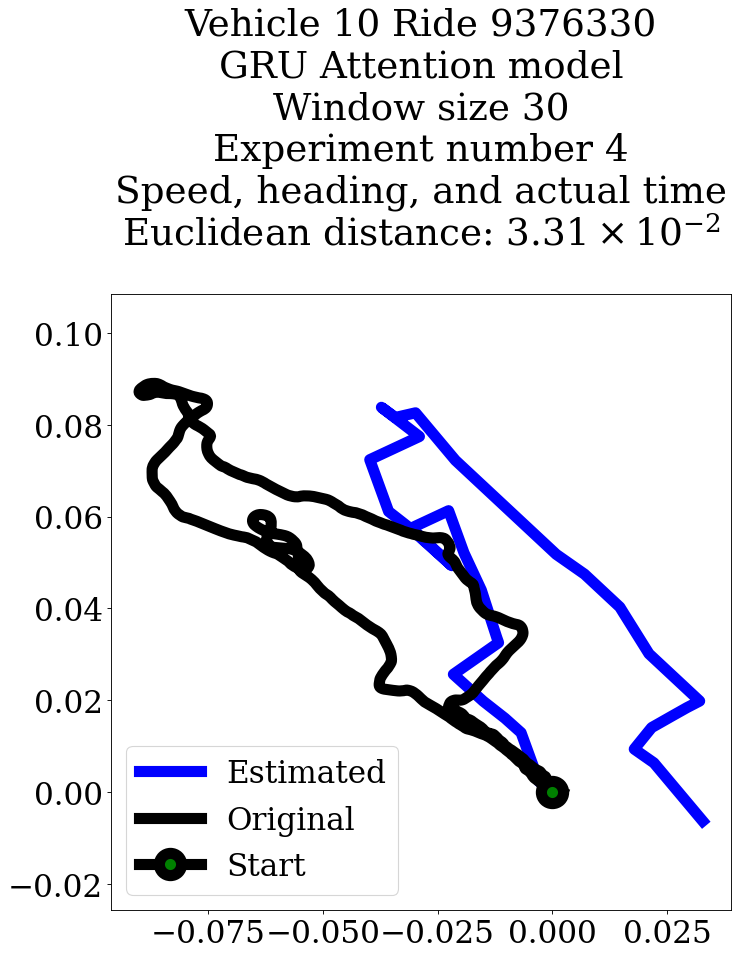 Vehicle 10 Ride 9376330
GRU Attention model
Window size 30
Experiment number 4
Speed, heading, and actual time
Euclidean distance: 3.31 × 10⁻²
0.10
0.08
0.06
0.04
0.02
0.00
−0.02
Estimated
Original
Start
−0.075 −0.050 −0.025 0.000 0.025